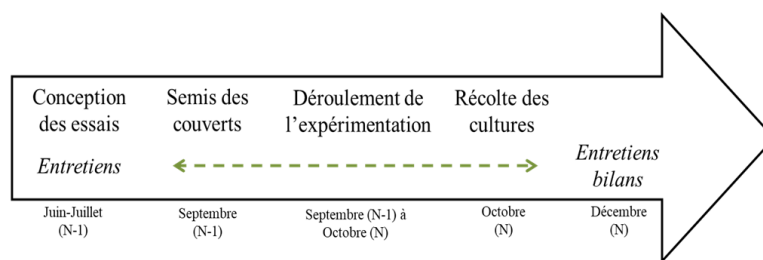 Conception
des essais
Semis des
couverts
Déroulement de
l'expérimentation
Récolte des
cultures
Entretiens
Entretiens
bilans
Juin-Juillet
(N-1)
Septembre
(N-1)
Septembre (N-1) à
Octobre (N)
Octobre
(N)
Décembre
(N)